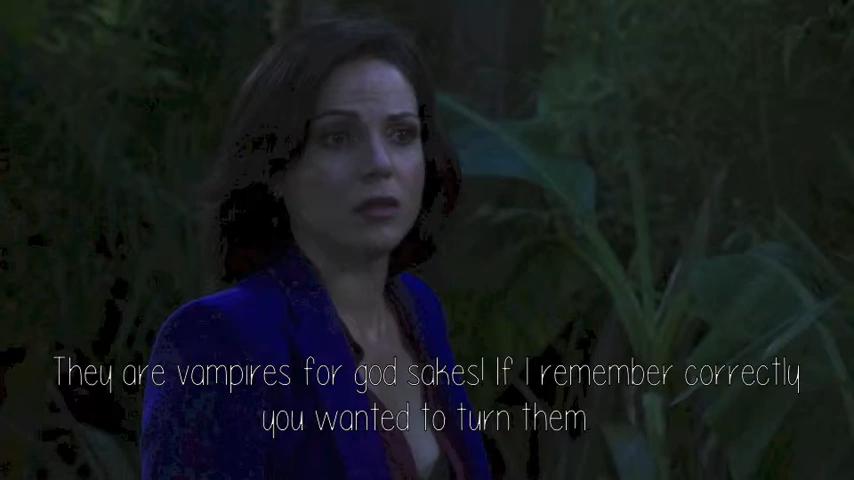 They are vampires for god sakes! If I remember correctly
you wanted to turn them